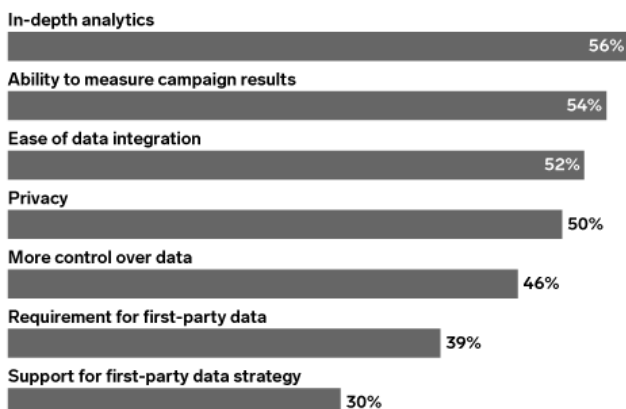 In-depth analytics
56%
Ability to measure campaign results
54%
Ease of data integration
52%
Privacy
50%
More control over data
46%
Requirement for first-party data
39%
Support for first-party data strategy
30%